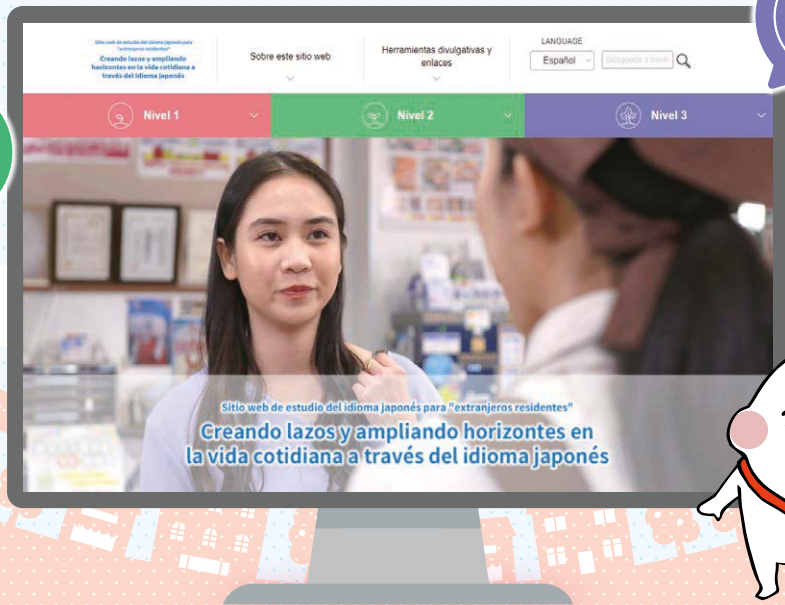 Sitio web de estudio del idioma japonés para
"extranjeros residentes"
Creando lazos y ampliando
horizontes en la vida cotidiana a
través del idioma japonés
Sobre este sitio web
Herramientas divulgativas y
enlaces
LANGUAGE
Español
Búsqueda a travé
Nivel 1
Nivel 2
Nivel 3
Sitio web de estudio del idioma japonés para "extranjeros residentes"
Creando lazos y ampliando horizontes en
la vida cotidiana a través del idioma japonés